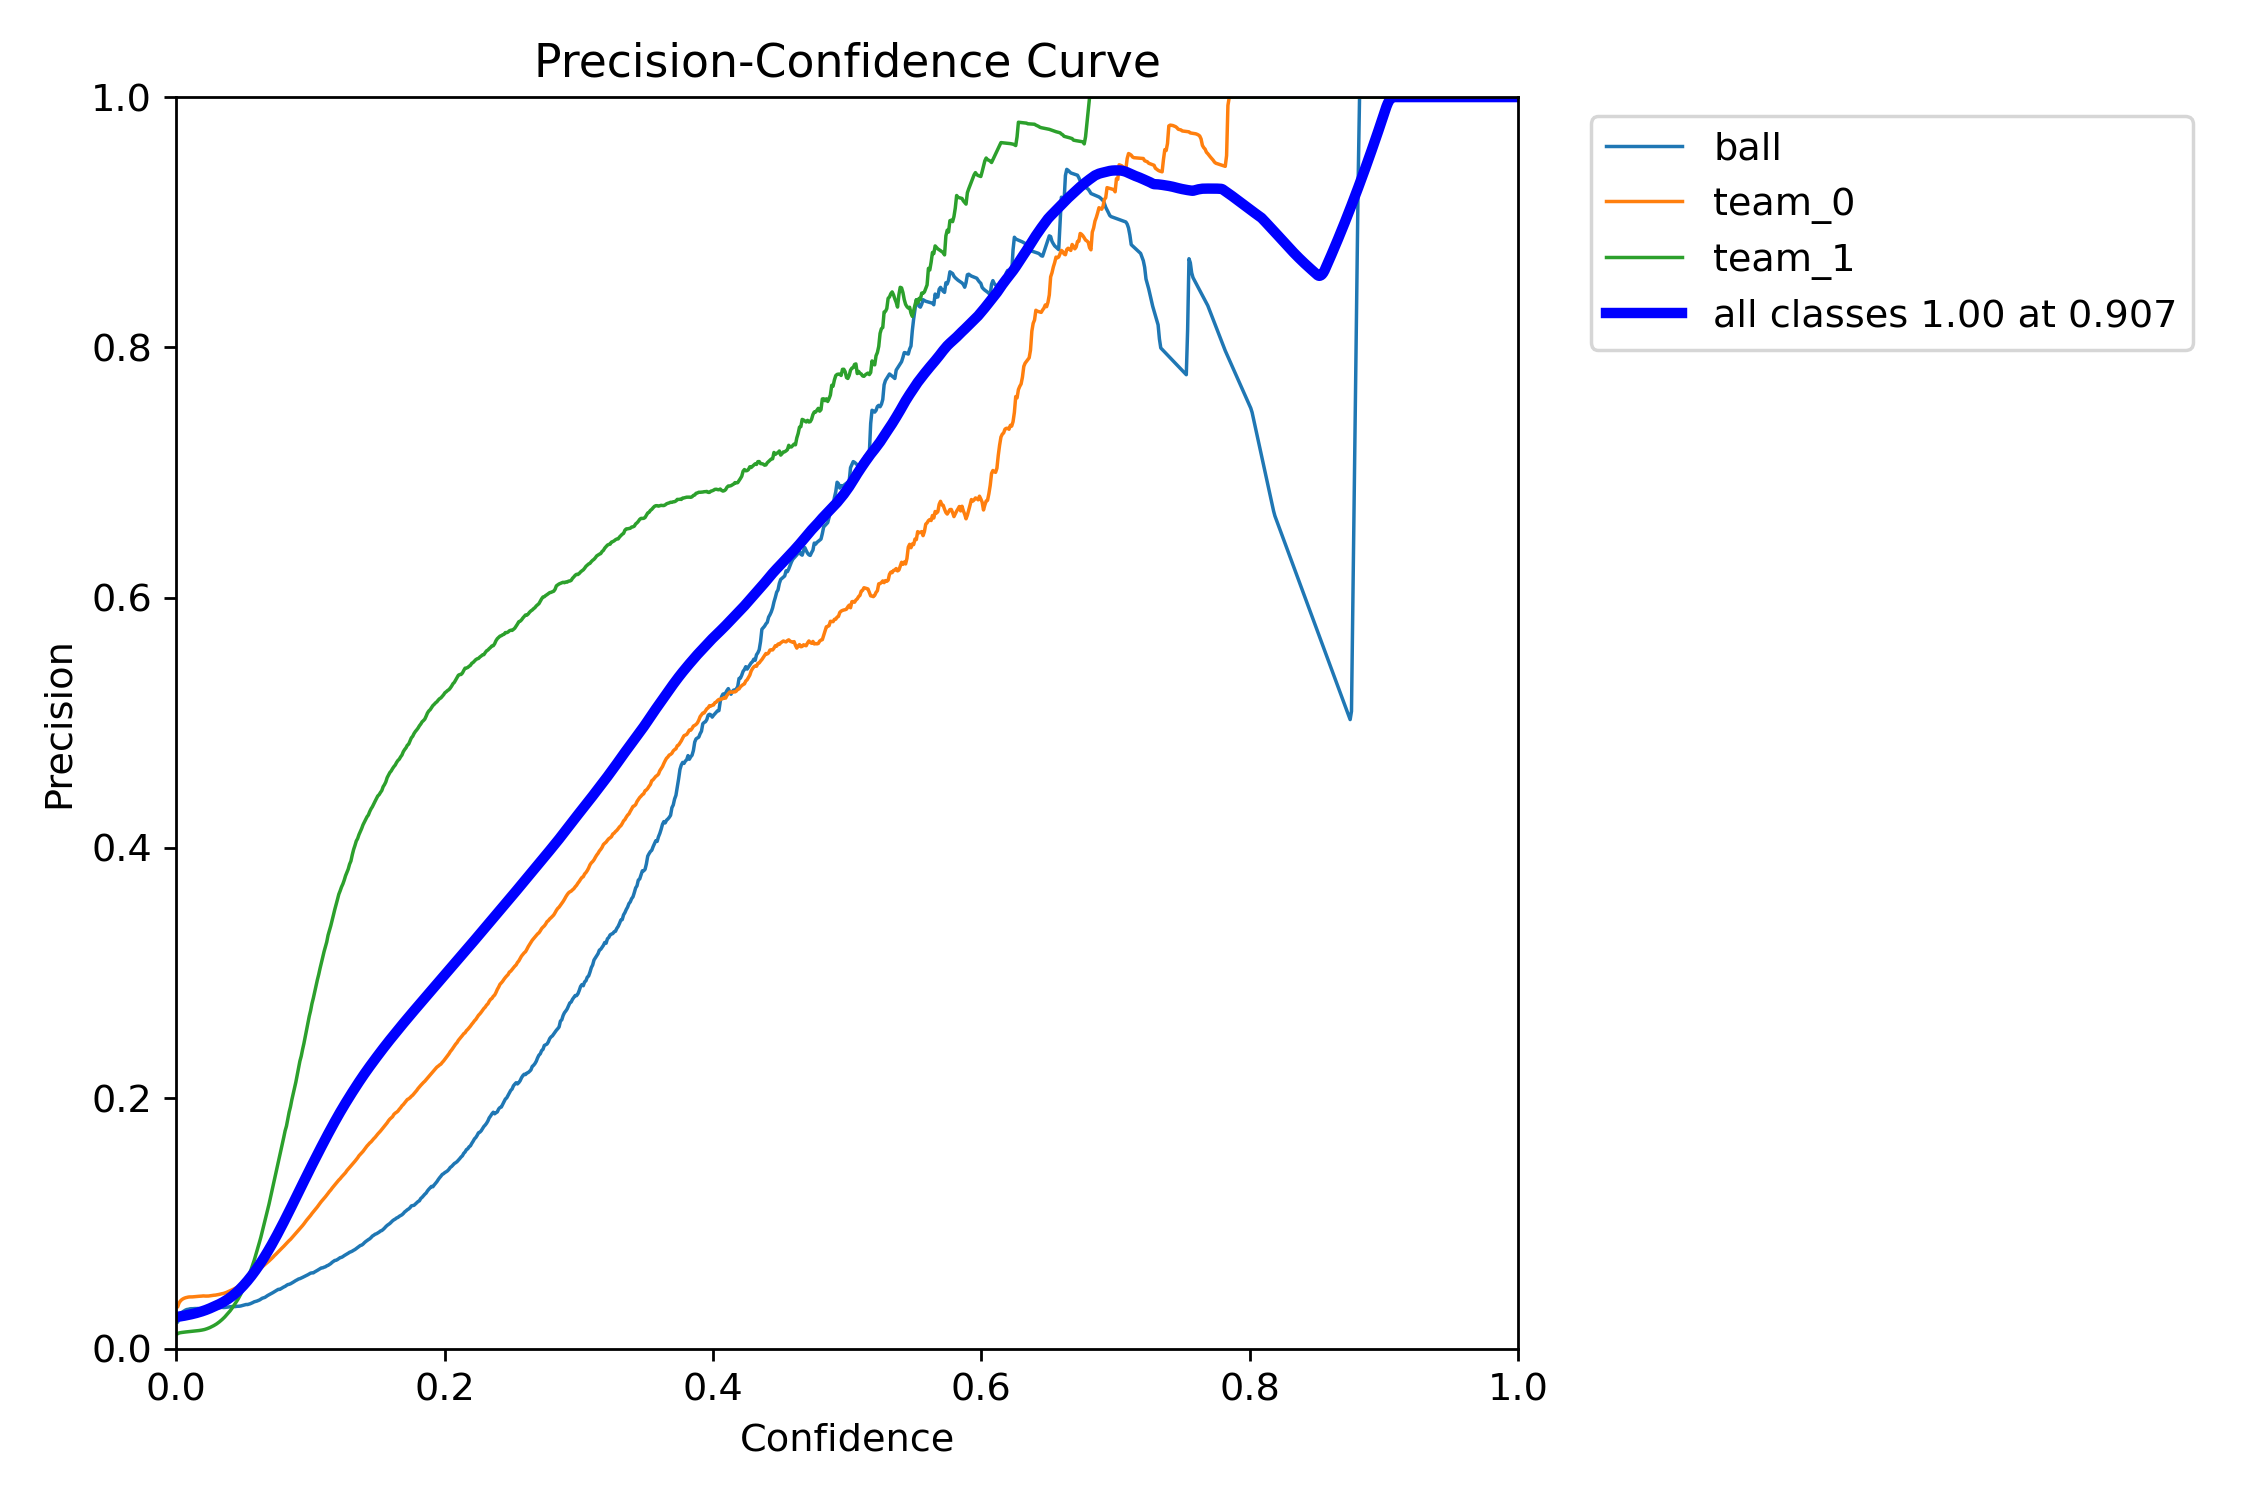 Precision-Confidence Curve
1.0
0.8
0.6
0.4
0.2
0.0
Precision
0.0 0.2 0.4 0.6 0.8 1.0
Confidence
ball
team_0
team_1
all classes 1.00 at 0.907